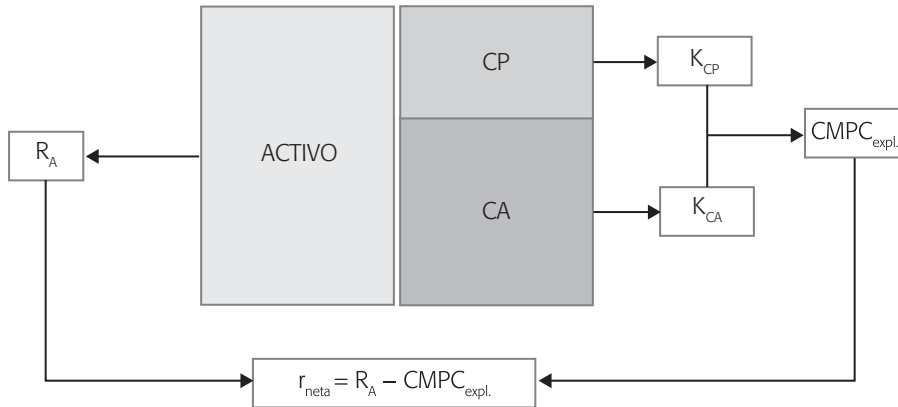 CP
K_CP
ACTIVO
R_A
CMPC_expl.
CA
K_CA
r_neta = R_A – CMPC_expl.